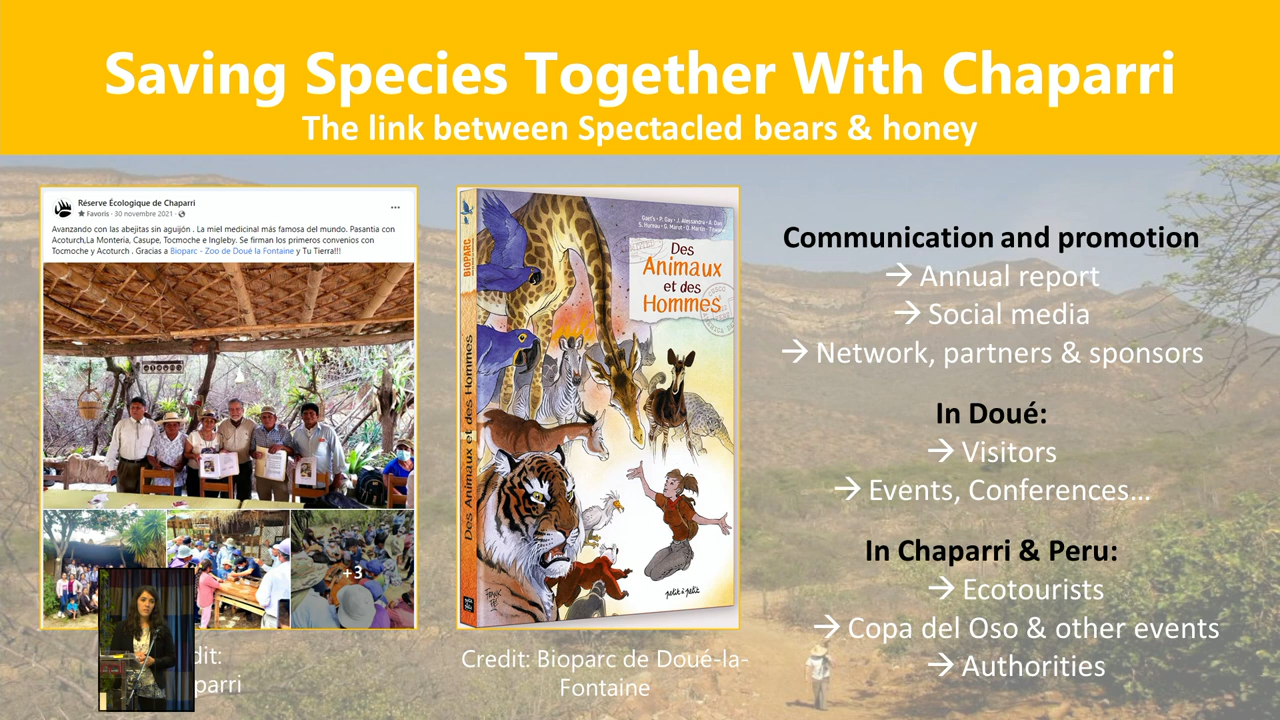 Saving Species Together With Chaparri
The link between Spectacled bears & honey
Réserve Écologique de Chaparri
Favoris · 30 novembre 2021 ·
Avanzando con las abejitas sin aguijón . La miel medicinal más famosa del mundo. Pasantia con
Acoturch,La Monteria, Casupe, Tocmoche e Ingleby. Se firman los primeros convenios con
Tocmoche y Acoturch . Gracias a Bioparc - Zoo de Doué la Fontaine y Tu Tierra!!!
+3
dit:
parri
BIOPARC
Des Animaux et des Hommes
Des
Animaux
et des
Hommes
petit à petit
Credit: Bioparc de Doué-la-
Fontaine
Communication and promotion
→ Annual report
→ Social media
→ Network, partners & sponsors
In Doué:
→ Visitors
→ Events, Conferences...
In Chaparri & Peru:
→ Ecotourists
→ Copa del Oso & other events
→ Authorities